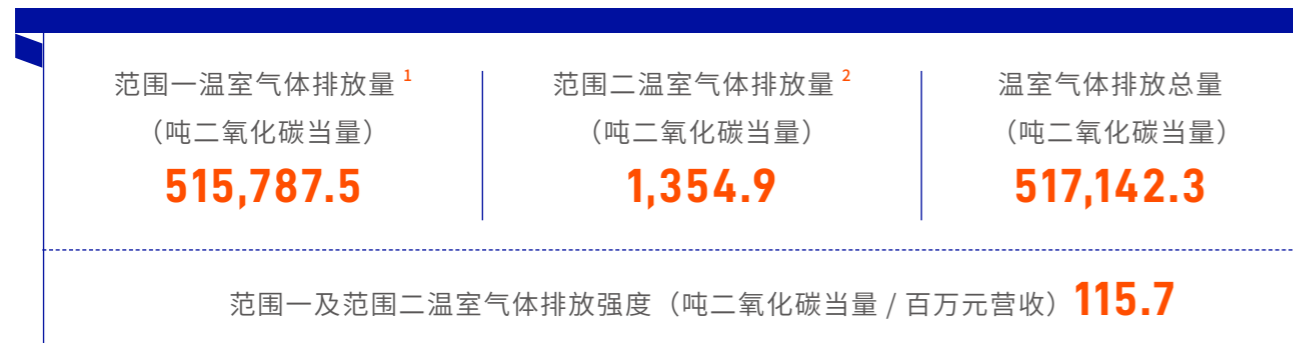 范围一温室气体排放量 1
（吨二氧化碳当量）
515,787.5
范围二温室气体排放量 2
（吨二氧化碳当量）
1,354.9
温室气体排放总量
（吨二氧化碳当量）
517,142.3
范围一及范围二温室气体排放强度（吨二氧化碳当量 / 百万元营收）115.7